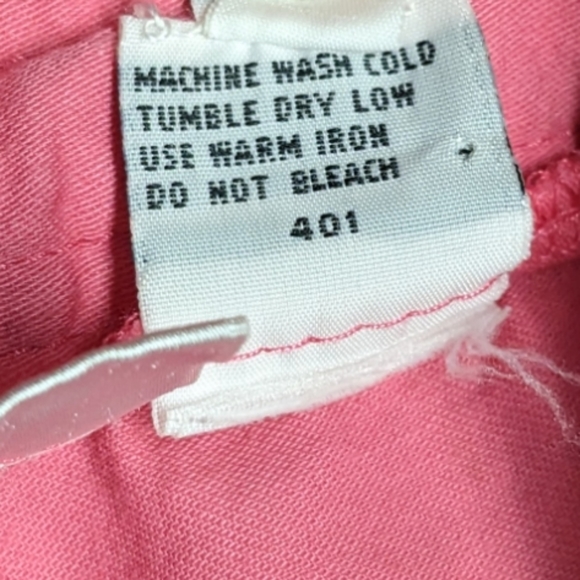 MACHINE WASH COLD
TUMBLE DRY LOW
USE WARM IRON
DO NOT BLEACH
401